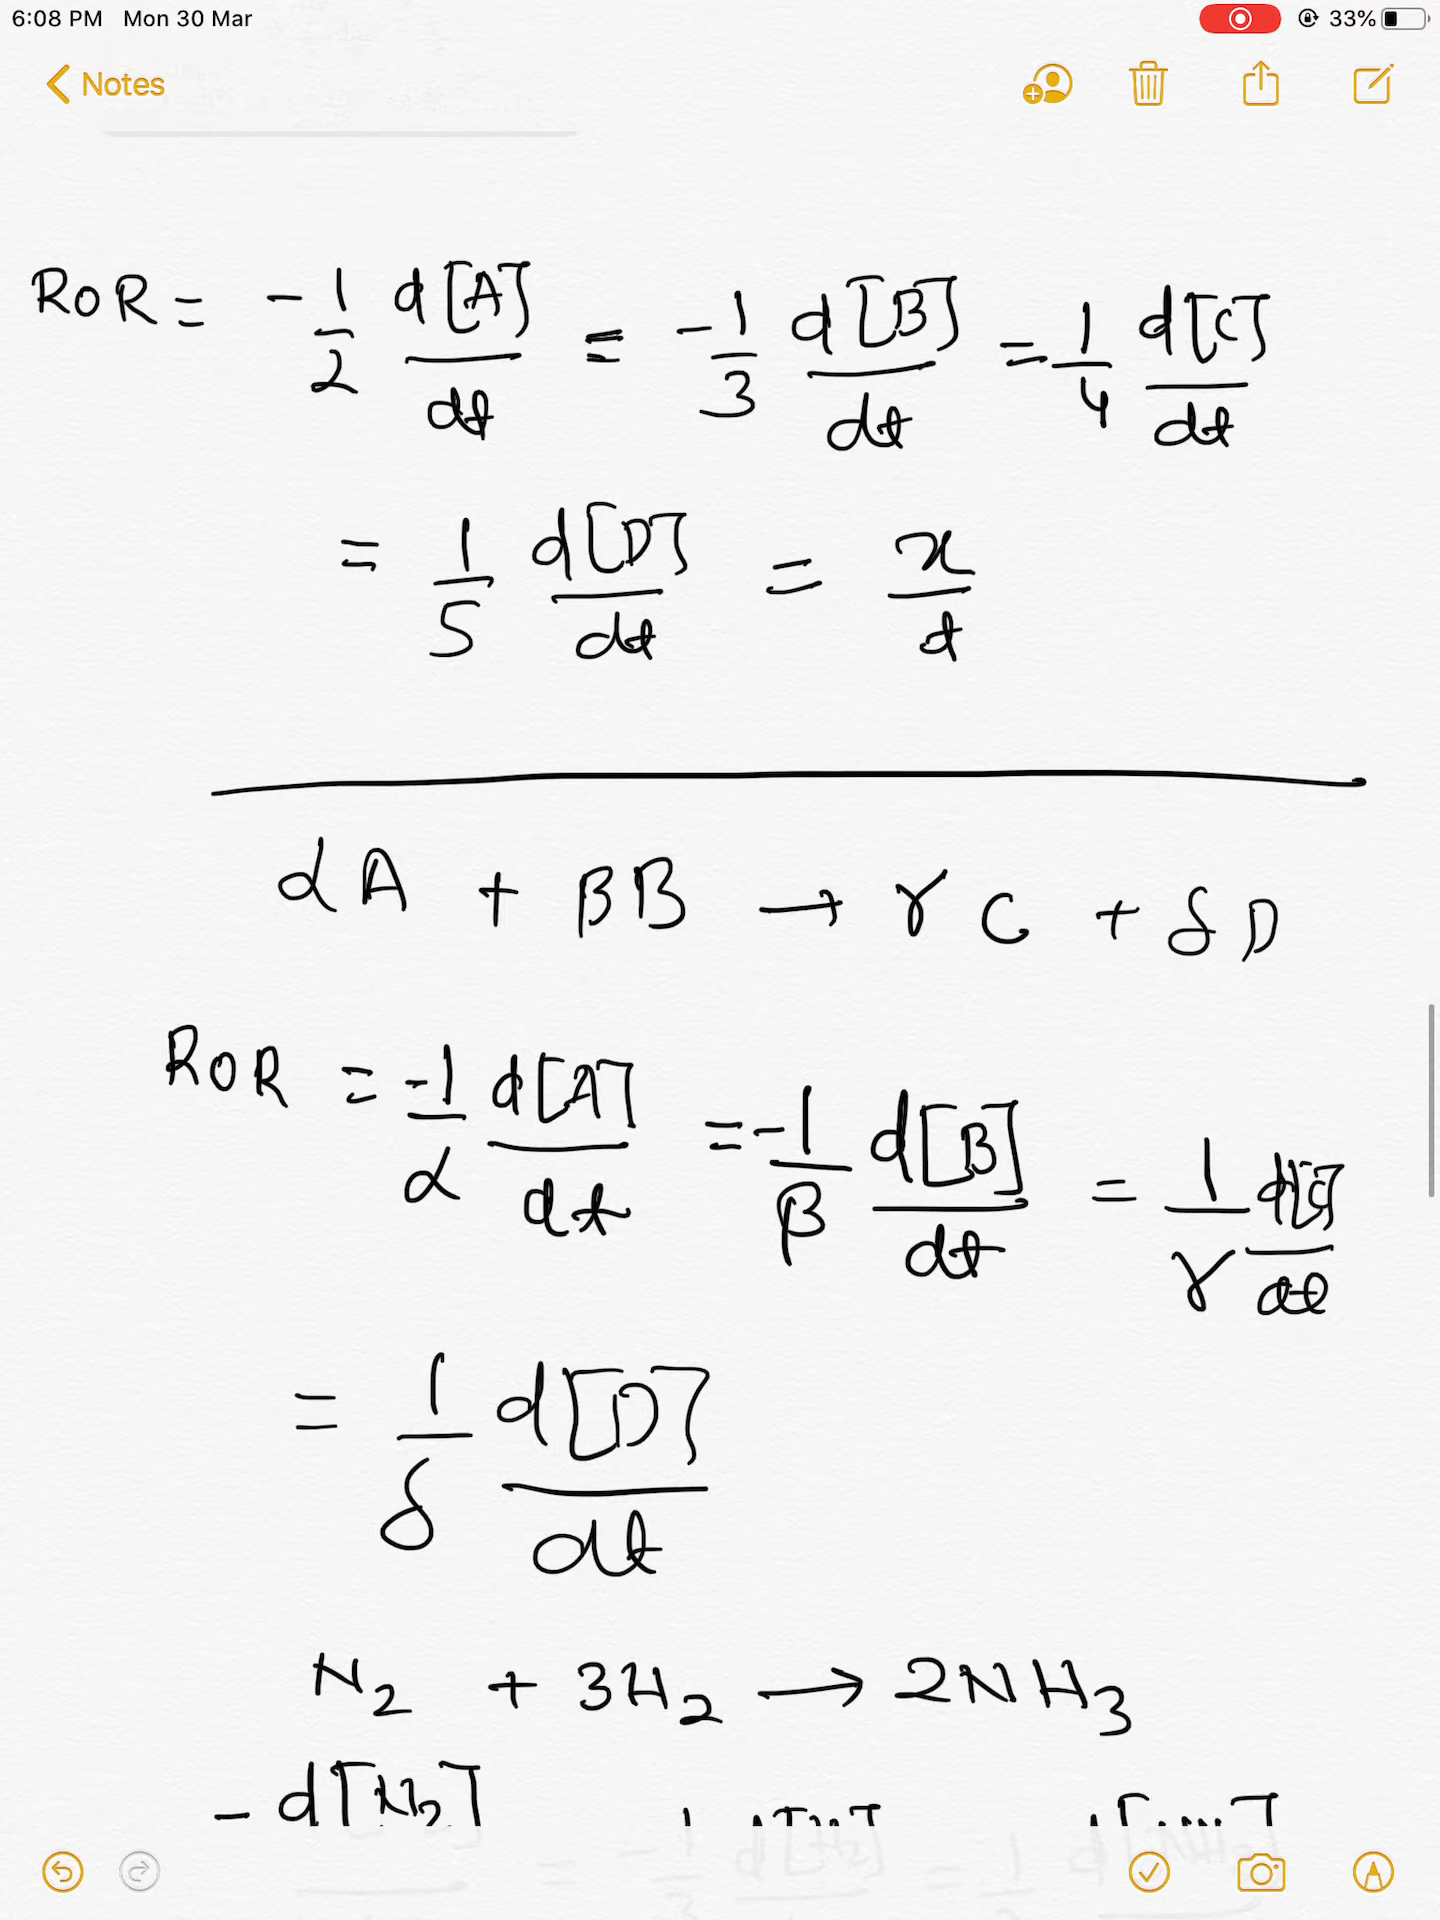 6:08 PM Mon 30 Mar 33%
Notes
ROR = -1/2 d[A]/dt = -1/3 d[B]/dt = 1/4 d[C]/dt
= 1/5 d[D]/dt = x/t
αA + βB → γC + δD
ROR = -1/α d[A]/dt = -1/β d[B]/dt = 1/γ d[C]/dt
= 1/δ d[D]/dt
N₂ + 3H₂ → 2NH₃
- d[N₂]